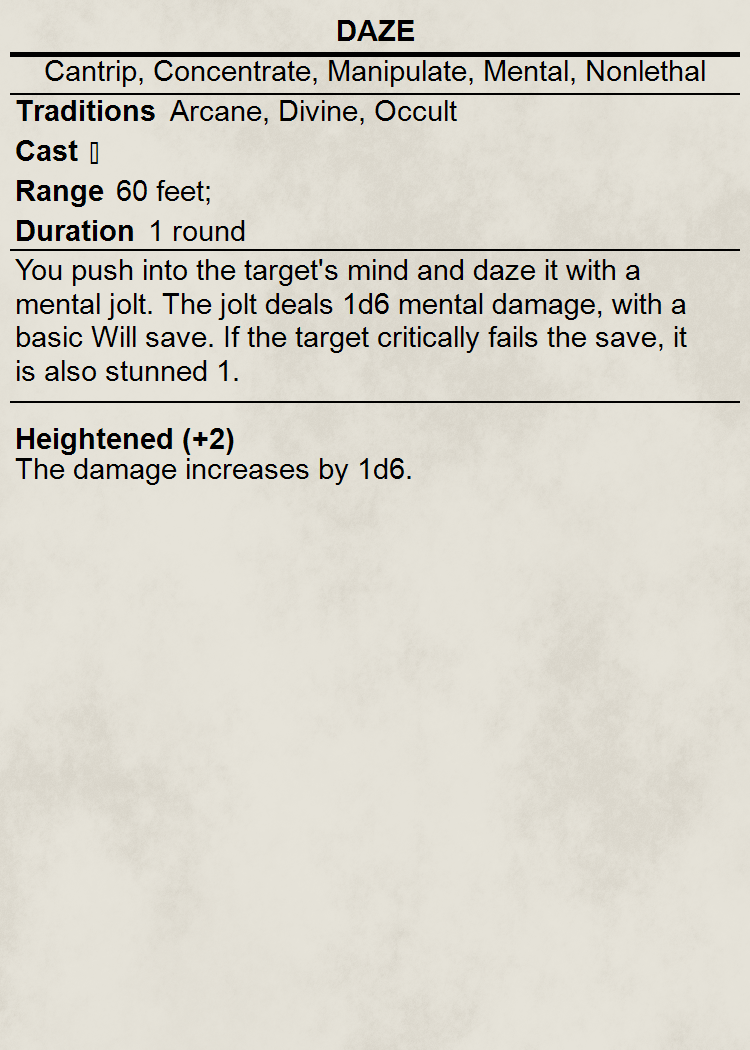 DAZE
Cantrip, Concentrate, Manipulate, Mental, Nonlethal
Traditions Arcane, Divine, Occult
Cast ▯
Range 60 feet;
Duration 1 round
You push into the target's mind and daze it with a
mental jolt. The jolt deals 1d6 mental damage, with a
basic Will save. If the target critically fails the save, it
is also stunned 1.
Heightened (+2)
The damage increases by 1d6.